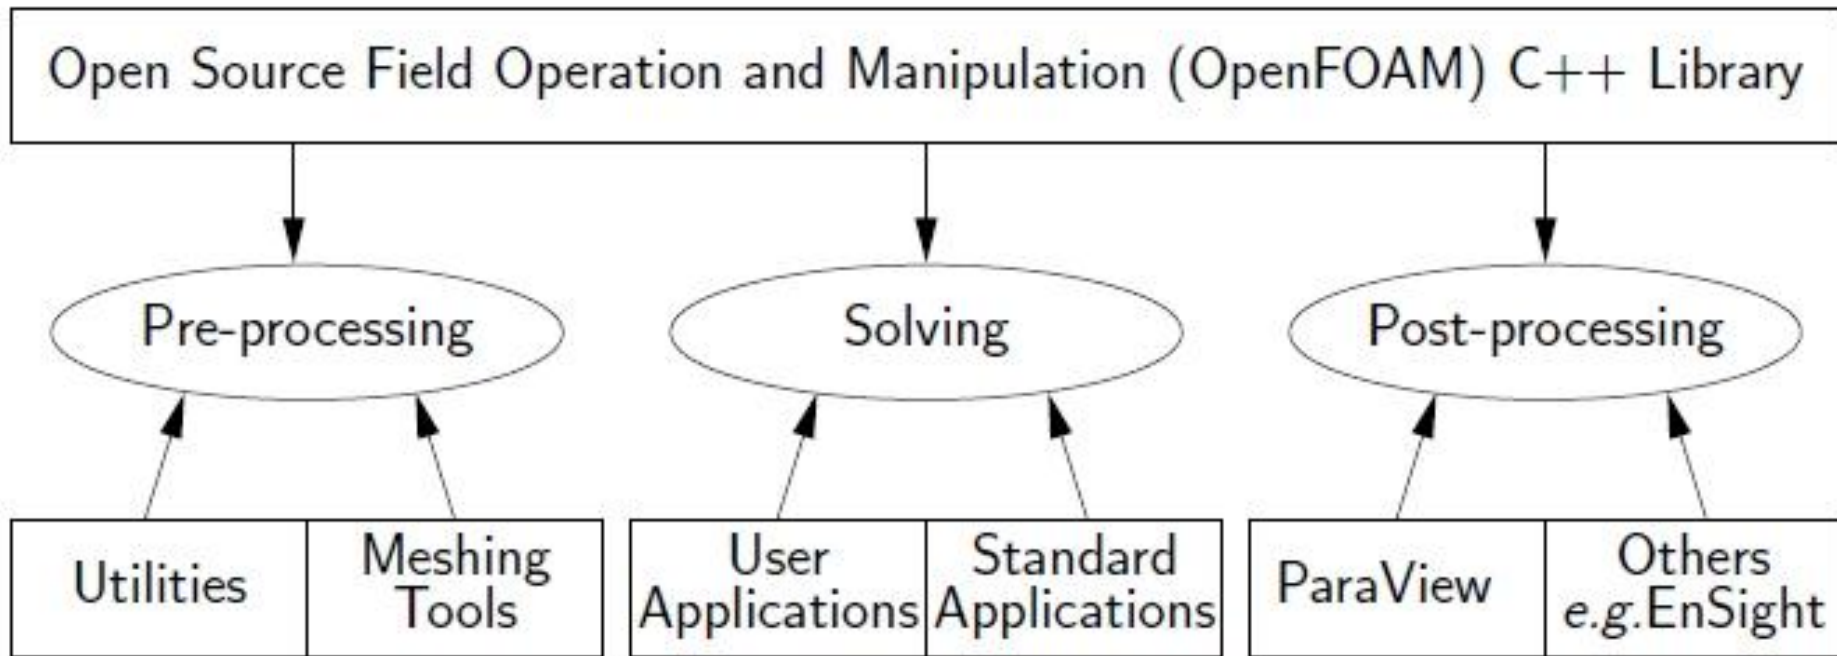 Open Source Field Operation and Manipulation (OpenFOAM) C++ Library
Pre-processing
Solving
Post-processing
Utilities
Meshing
Tools
User
Applications
Standard
Applications
ParaView
Others
e.g.EnSight